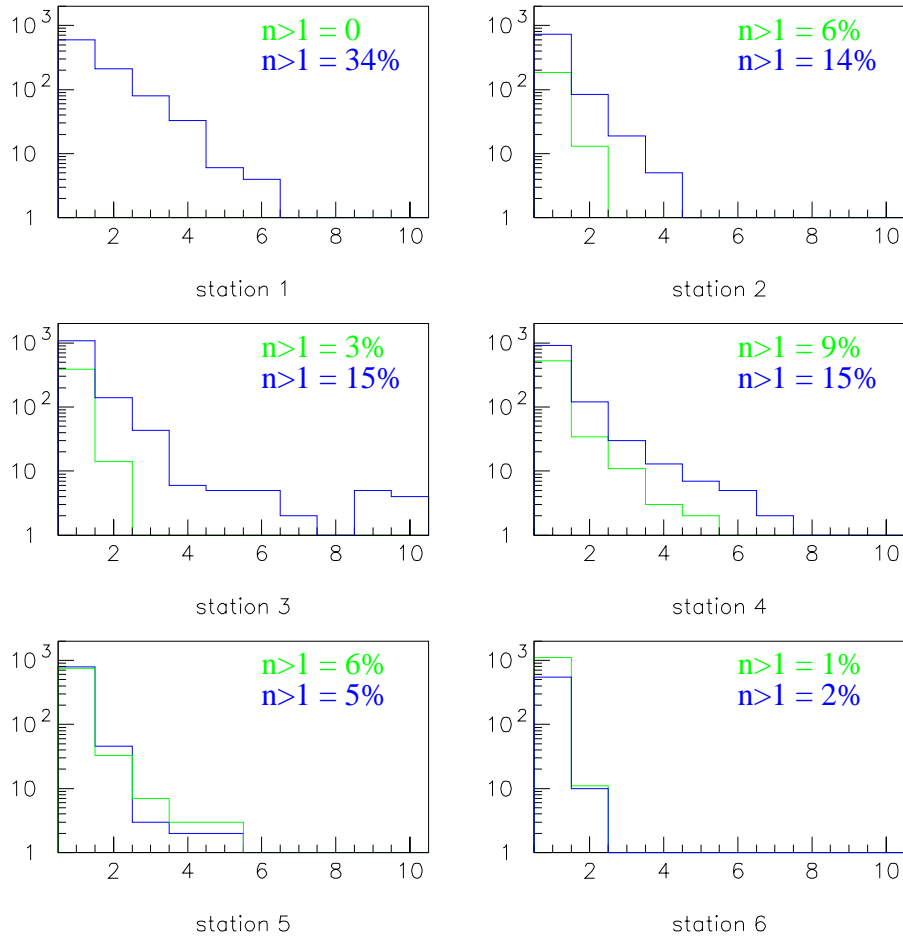 n>1 = 0
n>1 = 34%
10³
10²
10
1
2 4 6 8 10
station 1
n>1 = 6%
n>1 = 14%
10³
10²
10
1
2 4 6 8 10
station 2
n>1 = 3%
n>1 = 15%
10³
10²
10
1
2 4 6 8 10
station 3
n>1 = 9%
n>1 = 15%
10³
10²
10
1
2 4 6 8 10
station 4
n>1 = 6%
n>1 = 5%
10³
10²
10
1
2 4 6 8 10
station 5
n>1 = 1%
n>1 = 2%
10³
10²
10
1
2 4 6 8 10
station 6